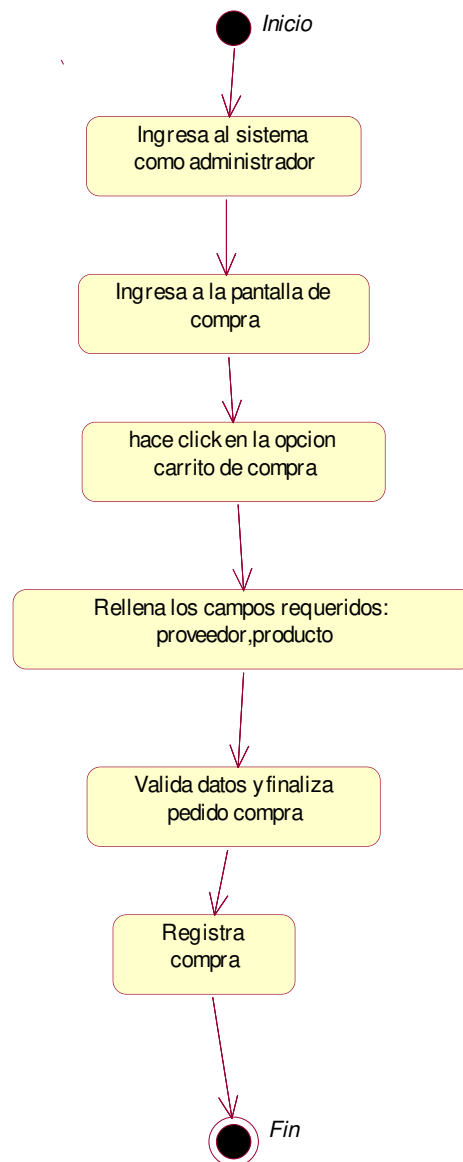 Inicio
Ingresa al sistema
como administrador
Ingresa a la pantalla de
compra
hace click en la opcion
carrito de compra
Rellena los campos requeridos:
proveedor,producto
Valida datos y finaliza
pedido compra
Registra
compra
Fin